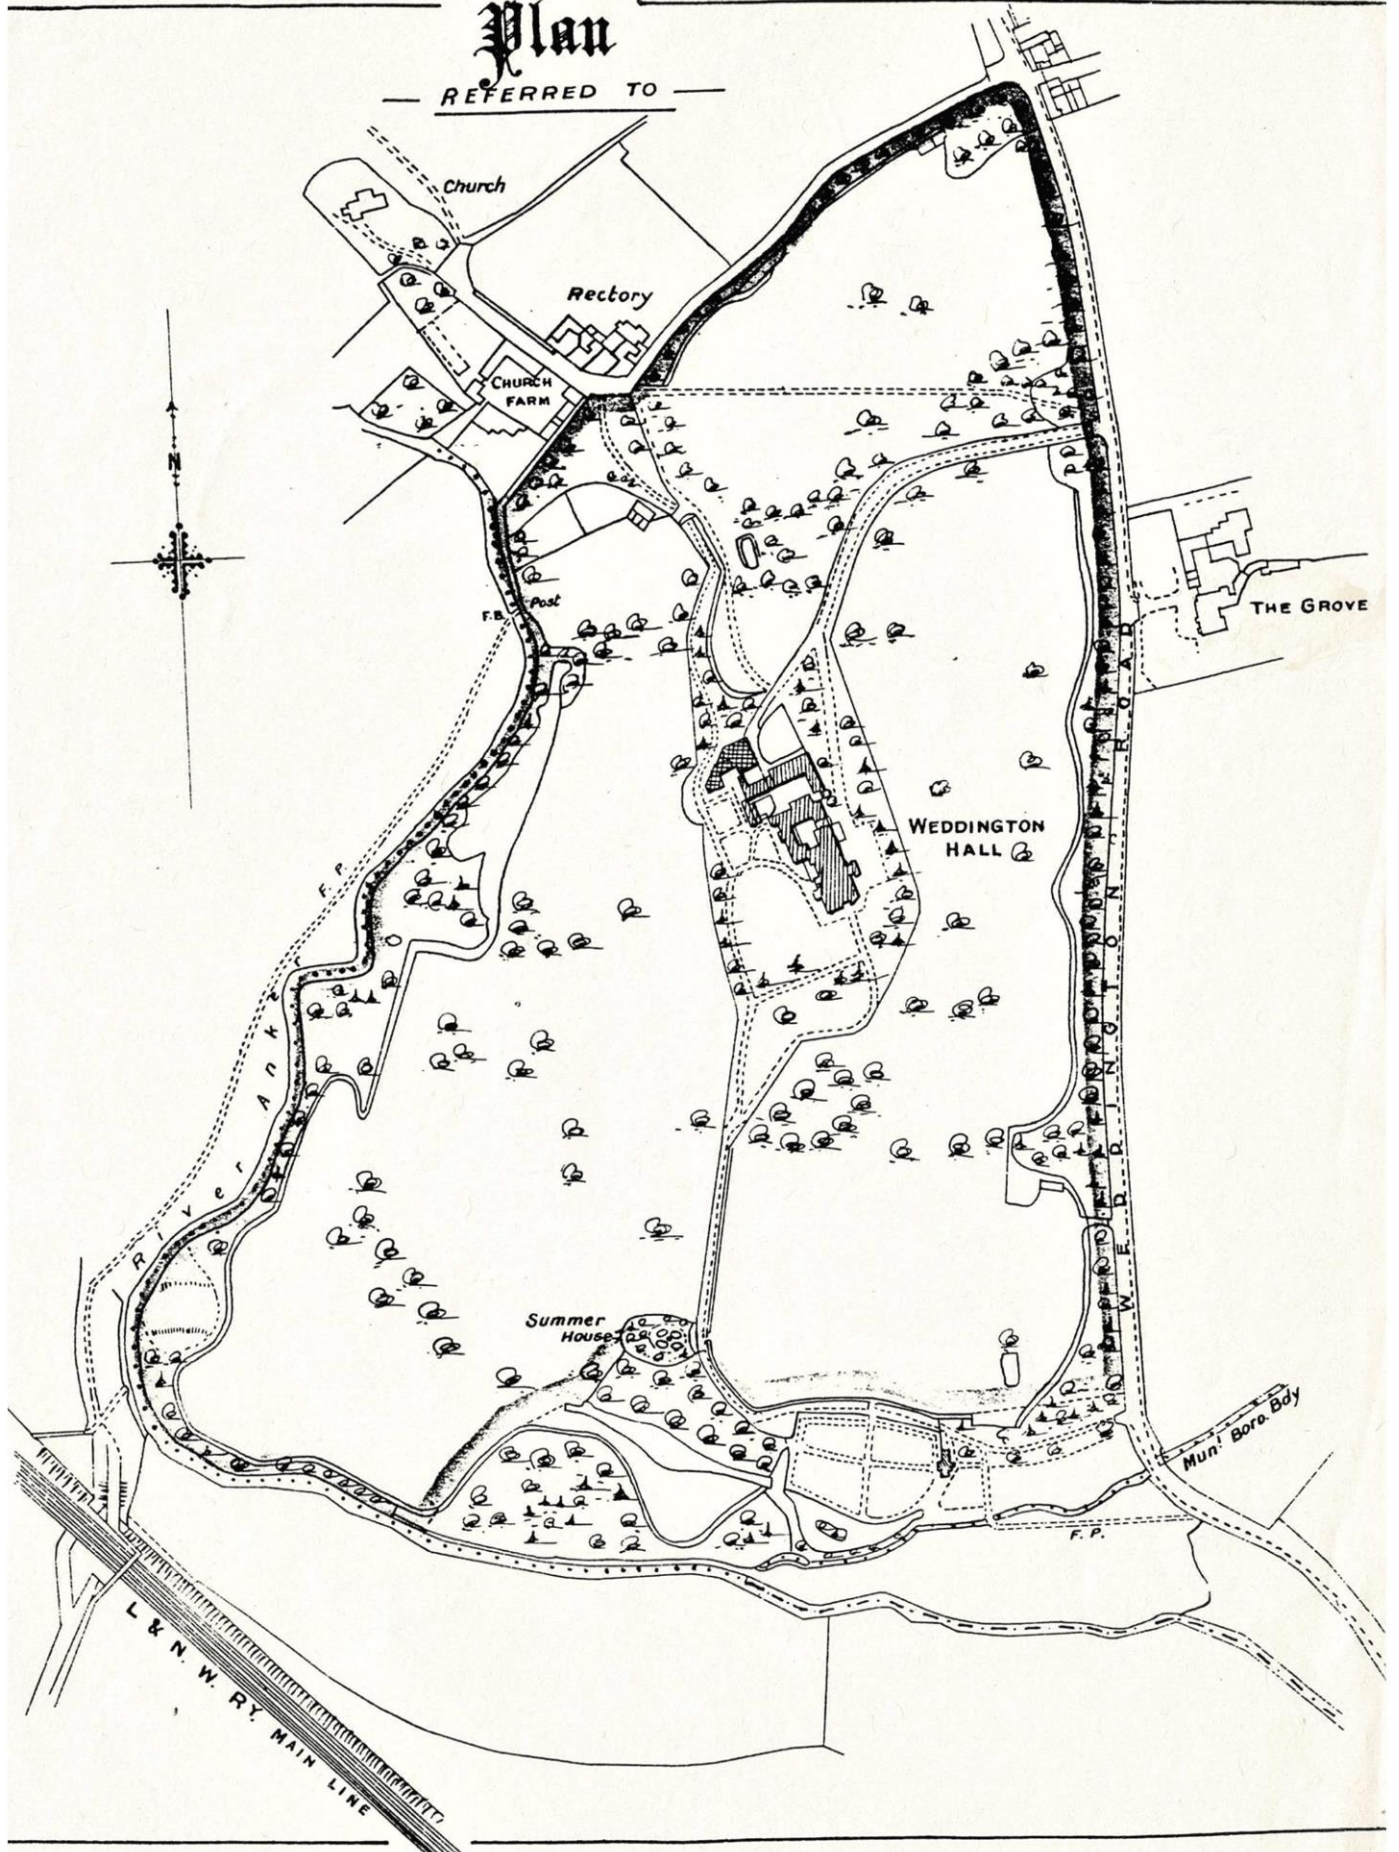 Plan
— REFERRED TO —
Church
Rectory
CHURCH
FARM
N
Post
F.B.
THE GROVE
WEDDINGTON
HALL
F. P.
River Anker
WEDDINGTON ROAD
Summer
House
Munl Boro. Bdy
F. P.
L & N. W. RY. MAIN LINE